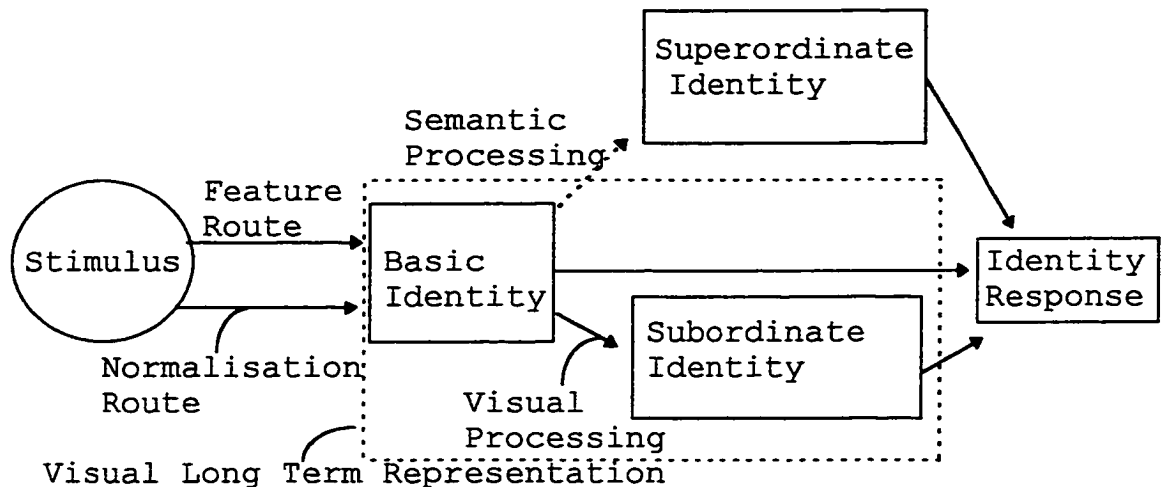 Superordinate
Identity
Semantic
Processing
Feature
Route
Stimulus
Basic
Identity
Identity
Response
Subordinate
Identity
Normalisation
Route
Visual
Processing
Visual Long Term Representation